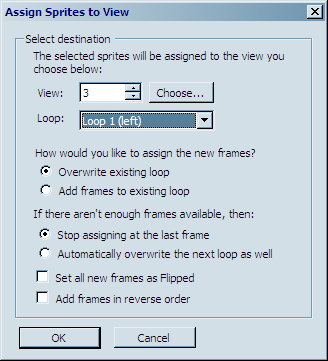 Assign Sprites to View
Select destination
The selected sprites will be assigned to the view you
choose below:
View: 3 Choose...
Loop: Loop 1 (left)
How would you like to assign the new frames?
Overwrite existing loop
Add frames to existing loop
If there aren't enough frames available, then:
Stop assigning at the last frame
Automatically overwrite the next loop as well
Set all new frames as Flipped
Add frames in reverse order
OK Cancel